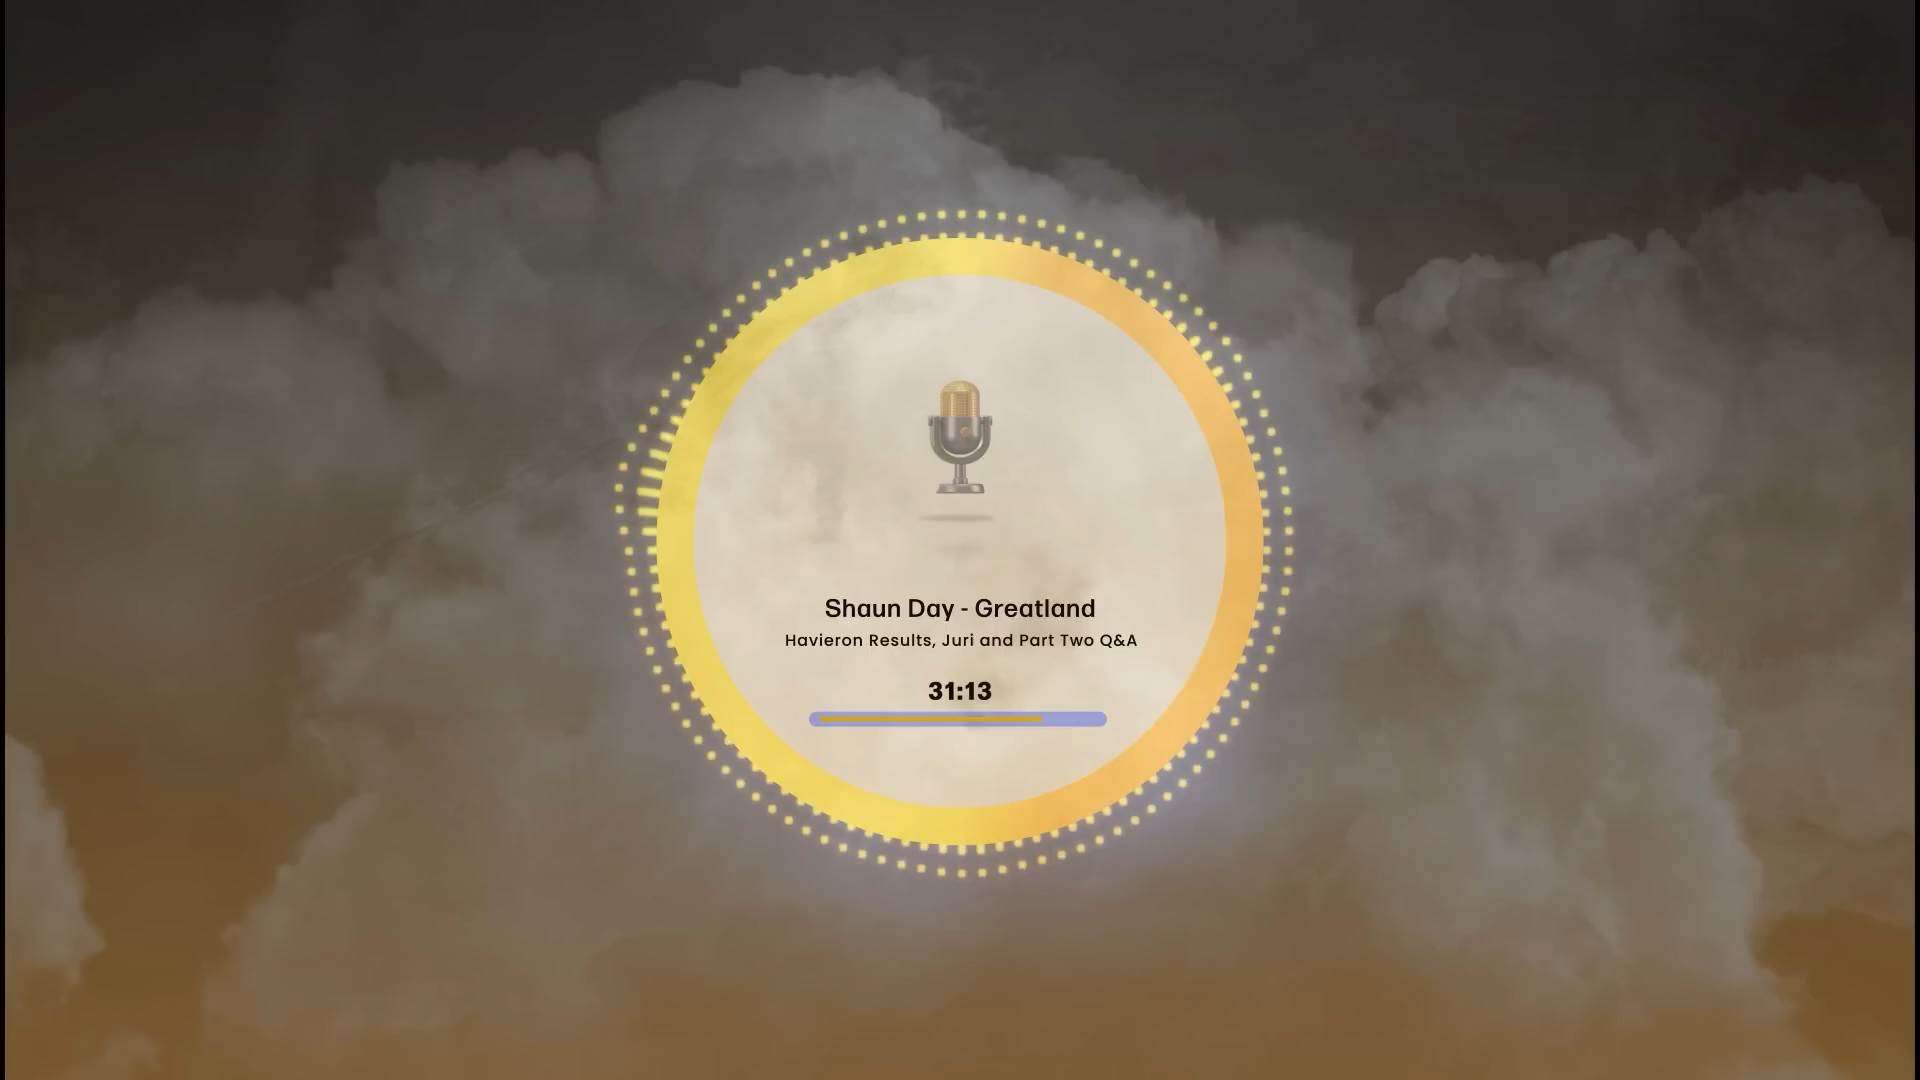 Shaun Day - Greatland
Havieron Results, Juri and Part Two Q&A
31:13